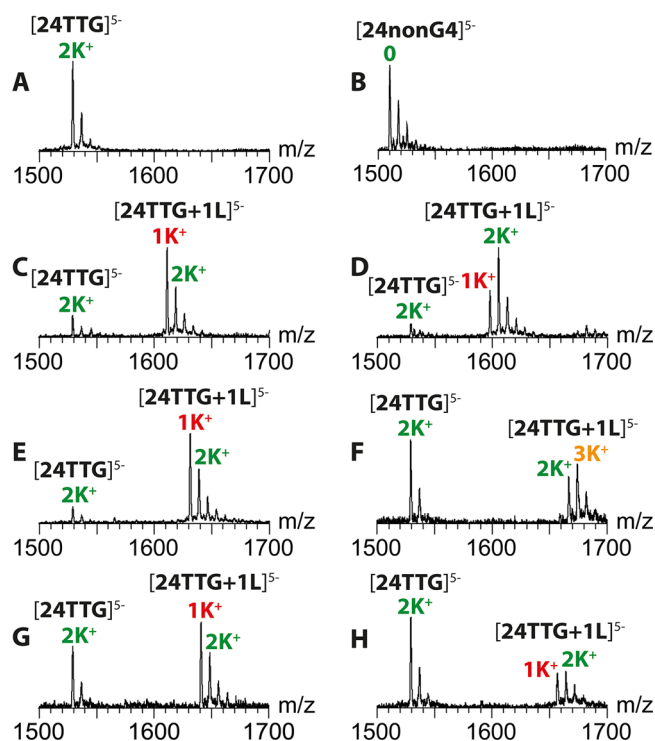 [24TTG]5-
2K+
A
m/z
1500 1600 1700
[24nonG4]5-
0
B
m/z
1500 1600 1700
[24TTG+1L]5-
1K+
C
[24TTG]5-
2K+
2K+
m/z
1500 1600 1700
[24TTG+1L]5-
2K+
D
[24TTG]5-
1K+
2K+
m/z
1500 1600 1700
[24TTG+1L]5-
1K+
E
[24TTG]5-
2K+
2K+
m/z
1500 1600 1700
[24TTG]5-
2K+
F
[24TTG+1L]5-
3K+
2K+
m/z
1500 1600 1700
[24TTG+1L]5-
[24TTG]5-
1K+
G
2K+
2K+
m/z
1500 1600 1700
[24TTG]5-
2K+
H
[24TTG+1L]5-
1K+
2K+
m/z
1500 1600 1700